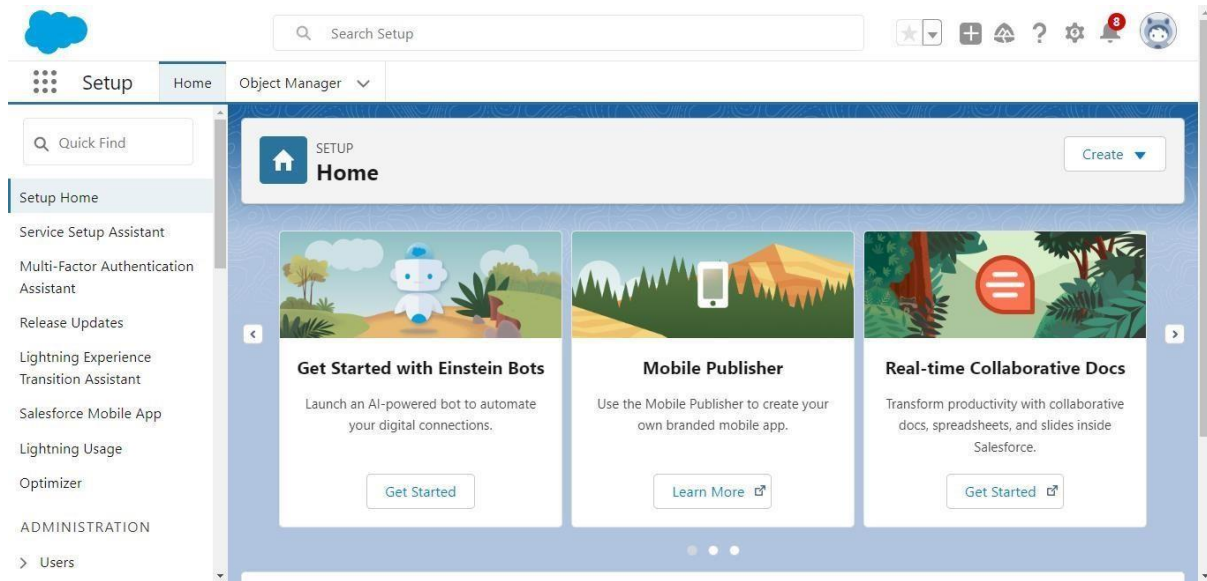 Search Setup
8
Setup
Home
Object Manager
Quick Find
Setup Home
Service Setup Assistant
Multi-Factor Authentication
Assistant
Release Updates
Lightning Experience
Transition Assistant
Salesforce Mobile App
Lightning Usage
Optimizer
ADMINISTRATION
Users
SETUP
Home
Create
Get Started with Einstein Bots
Launch an AI-powered bot to automate
your digital connections.
Get Started
Mobile Publisher
Use the Mobile Publisher to create your
own branded mobile app.
Learn More
Real-time Collaborative Docs
Transform productivity with collaborative
docs, spreadsheets, and slides inside
Salesforce.
Get Started